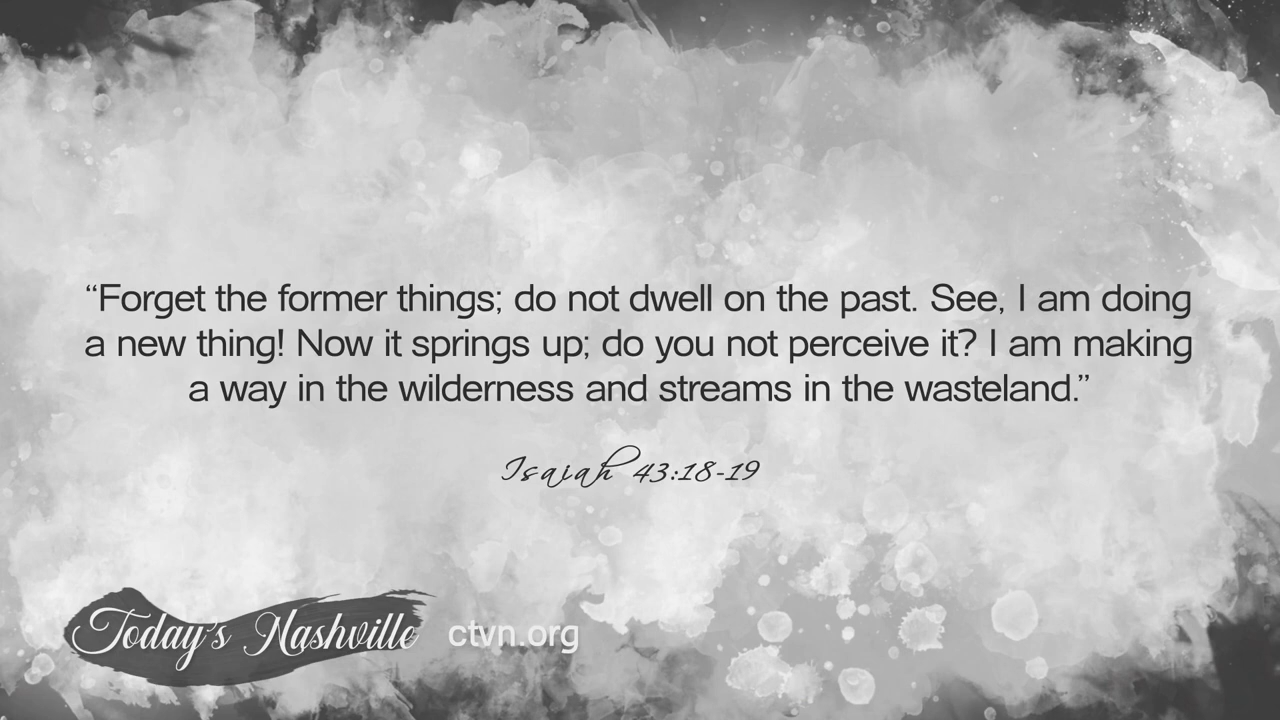 “Forget the former things; do not dwell on the past. See, I am doing
a new thing! Now it springs up; do you not perceive it? I am making
a way in the wilderness and streams in the wasteland.”
Isaiah 43:18-19
Today's Nashville
ctvn.org